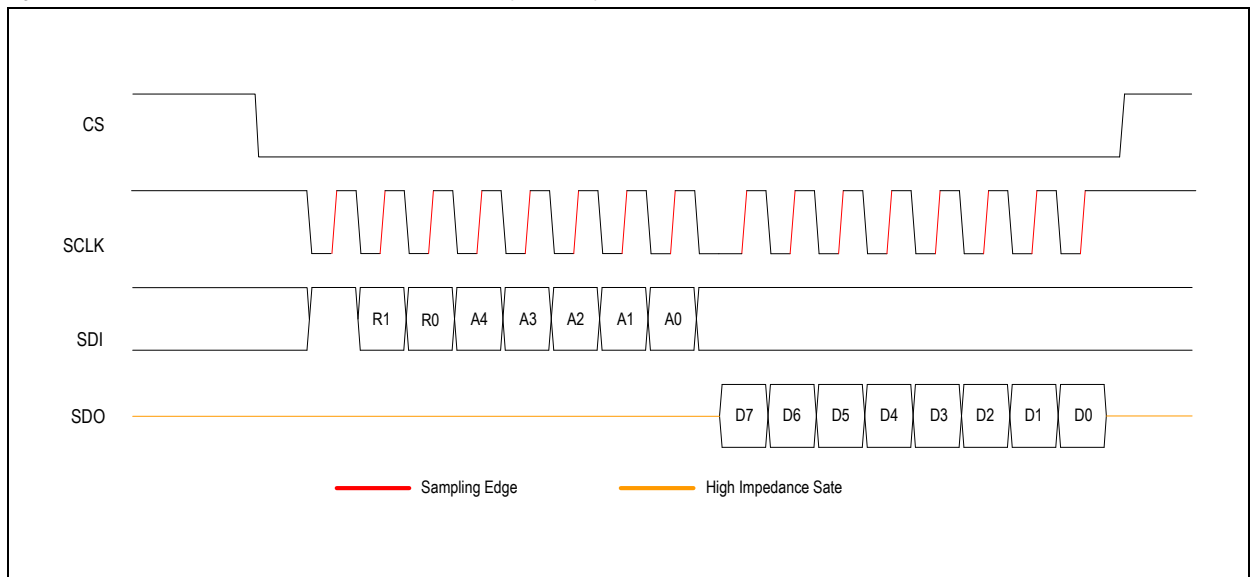 CS
SCLK
SDI R1 R0 A4 A3 A2 A1 A0
SDO D7 D6 D5 D4 D3 D2 D1 D0
Sampling Edge High Impedance Sate